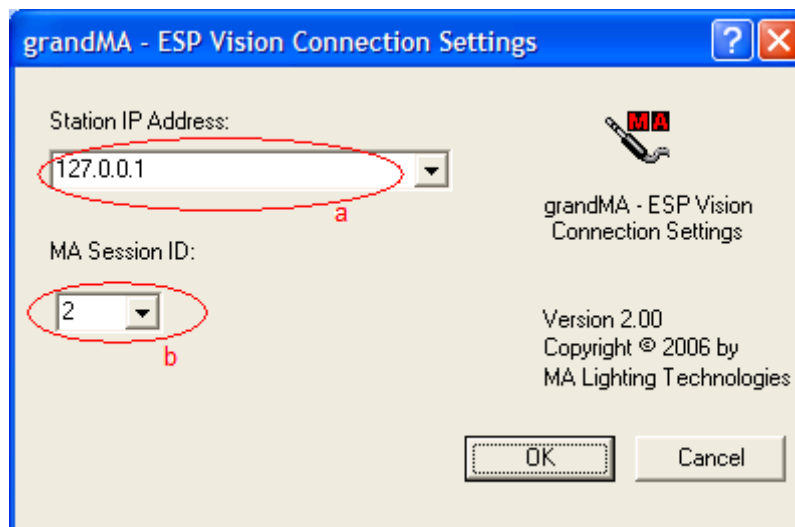 grandMA - ESP Vision Connection Settings
Station IP Address:
127.0.0.1
a
MA
grandMA - ESP Vision
Connection Settings
MA Session ID:
2
b
Version 2.00
Copyright © 2006 by
MA Lighting Technologies
OK
Cancel